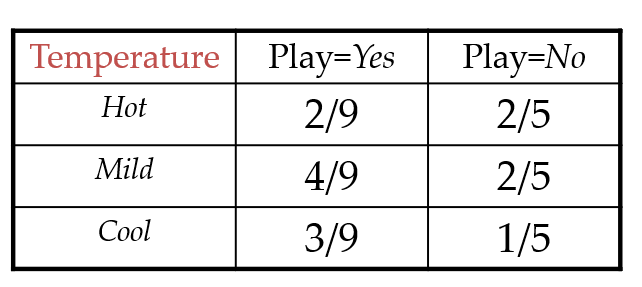 Temperature Play=Yes Play=No
Hot 2/9 2/5
Mild 4/9 2/5
Cool 3/9 1/5